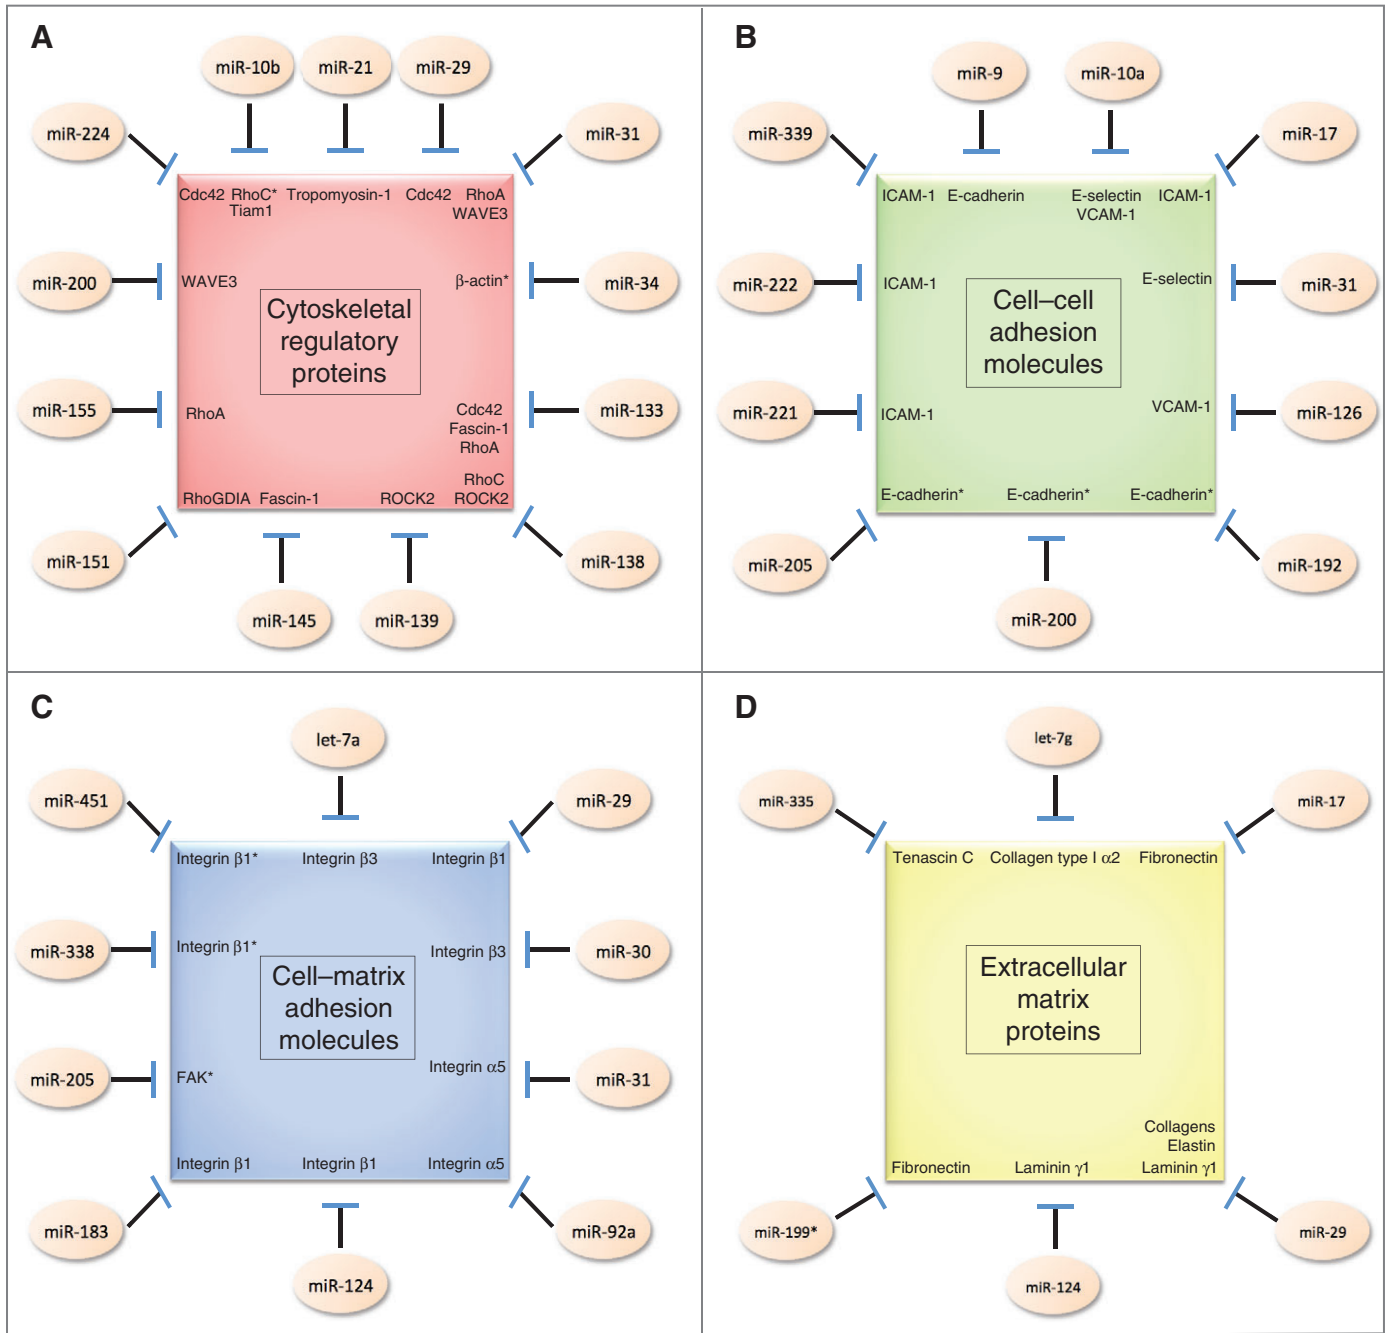 A
miR-10b
miR-21
miR-29
miR-224
miR-31
Cdc42
RhoC*
Tiam1
Tropomyosin-1
Cdc42
RhoA
WAVE3
miR-200
WAVE3
β-actin*
miR-34
Cytoskeletal
regulatory
proteins
miR-155
RhoA
Cdc42
Fascin-1
RhoA
miR-133
RhoGDIA
Fascin-1
ROCK2
RhoC
ROCK2
miR-151
miR-138
miR-145
miR-139
B
miR-9
miR-10a
miR-339
miR-17
ICAM-1
E-cadherin
E-selectin
VCAM-1
ICAM-1
miR-222
ICAM-1
E-selectin
miR-31
Cell–cell
adhesion
molecules
miR-221
ICAM-1
VCAM-1
miR-126
E-cadherin*
E-cadherin*
E-cadherin*
miR-205
miR-192
miR-200
C
let-7a
miR-451
miR-29
Integrin β1*
Integrin β3
Integrin β1
miR-338
Integrin β1*
Integrin β3
miR-30
Cell–matrix
adhesion
molecules
miR-205
FAK*
Integrin α5
miR-31
Integrin β1
Integrin β1
Integrin α5
miR-183
miR-92a
miR-124
D
let-7g
miR-335
miR-17
Tenascin C
Collagen type I α2
Fibronectin
Extracellular
matrix
proteins
Collagens
Elastin
Fibronectin
Laminin γ1
Laminin γ1
miR-199*
miR-29
miR-124